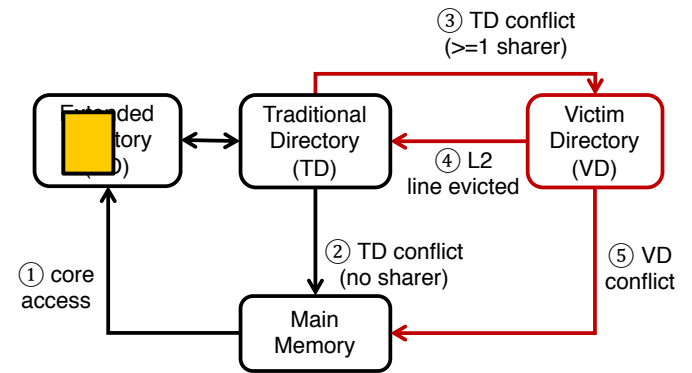 ③ TD conflict
(>=1 sharer)
Extended
Traditional
Directory
(TD)
Victim
Directory
(VD)
④ L2
line evicted
② TD conflict
(no sharer)
⑤ VD
conflict
① core
access
Main
Memory